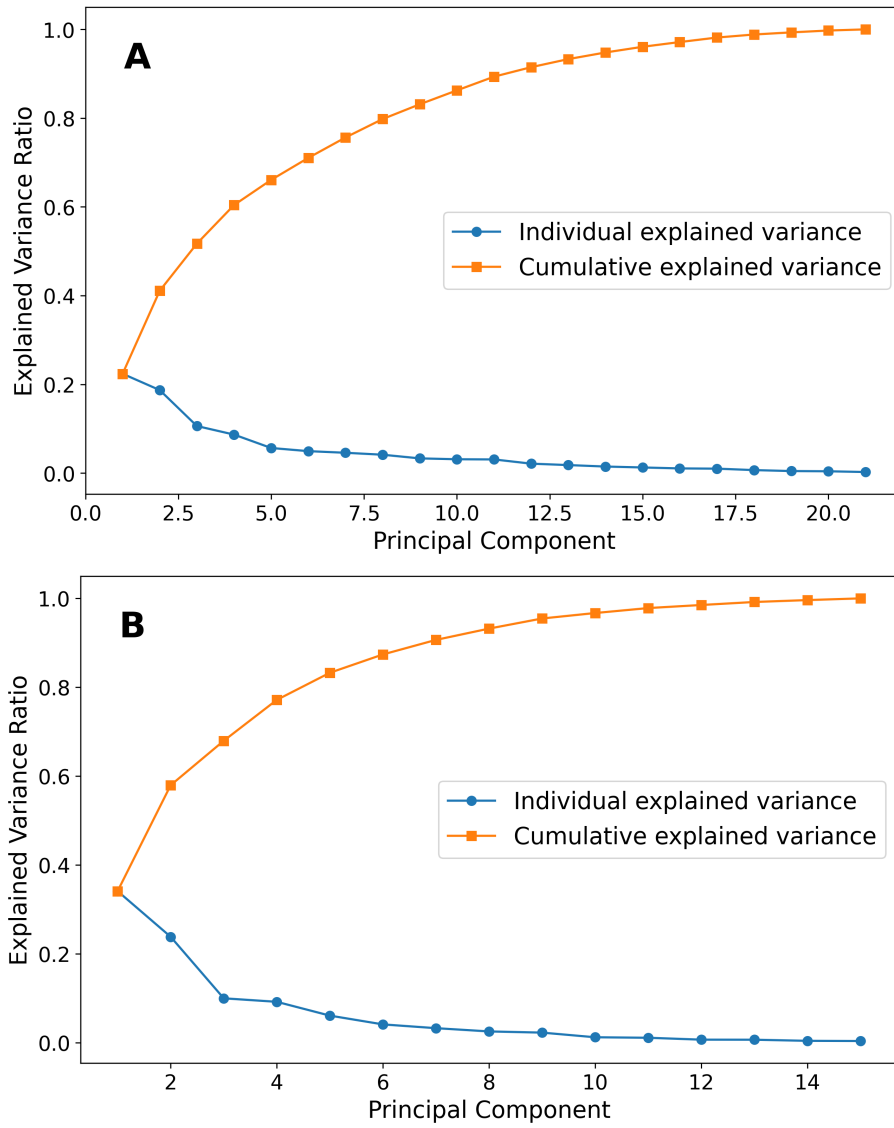 A
1.0
0.8
0.6
0.4
0.2
0.0
Explained Variance Ratio
Individual explained variance
Cumulative explained variance
0.0 2.5 5.0 7.5 10.0 12.5 15.0 17.5 20.0
Principal Component
B
1.0
0.8
0.6
0.4
0.2
0.0
Explained Variance Ratio
Individual explained variance
Cumulative explained variance
2 4 6 8 10 12 14
Principal Component